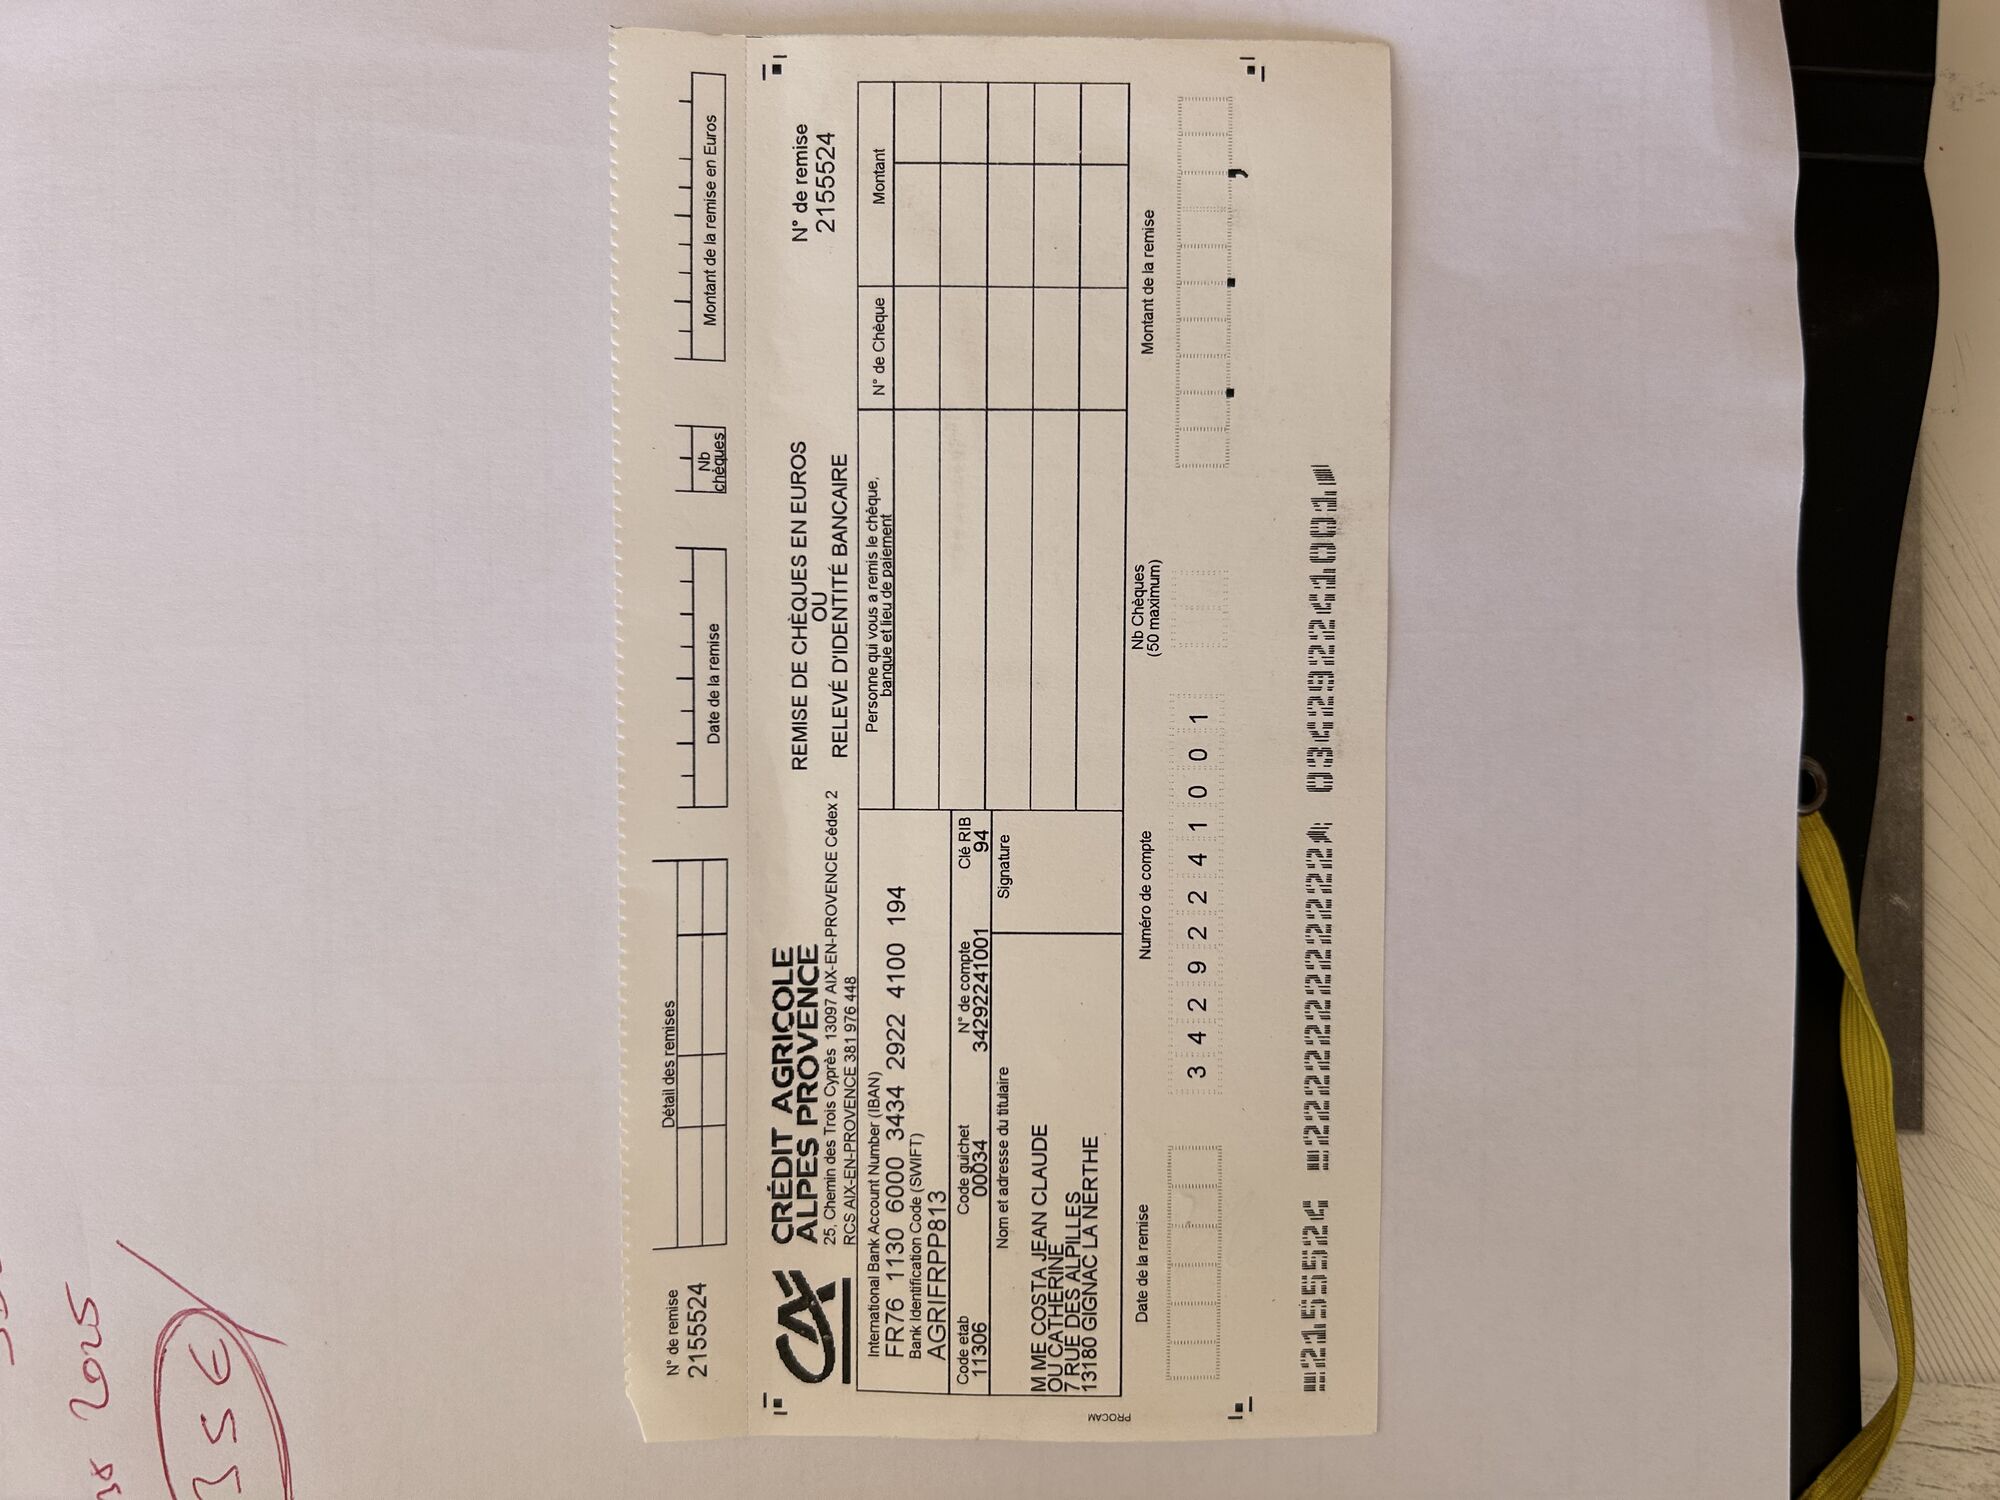 N° de remise
2155524
Détail des remises
Date de la remise
Nb
chèques
Montant de la remise en Euros
CRÉDIT AGRICOLE
ALPES PROVENCE
25, Chemin des Trois Cyprès 13097 AIX-EN-PROVENCE Cédex 2
RCS AIX-EN-PROVENCE 381 976 448
REMISE DE CHÈQUES EN EUROS
OU
RELEVÉ D'IDENTITÉ BANCAIRE
N° de remise
2155524
International Bank Account Number (IBAN)
FR76 1130 6000 3434 2922 4100 194
Bank Identification Code (SWIFT)
AGRIFRPP813
Code etab
11306
Code guichet
00034
N° de compte
34292241001
Clé RIB
94
Nom et adresse du titulaire
M ME COSTA JEAN CLAUDE
OU CATHERINE
7 RUE DES ALPILLES
13180 GIGNAC LA NERTHE
Signature
Personne qui vous a remis le chèque,
banque et lieu de paiement
N° de Chèque
Montant
PROCAM
Date de la remise
Numéro de compte
3 4 2 9 2 2 4 1 0 0 1
Nb Chèques
(50 maximum)
Montant de la remise
2025